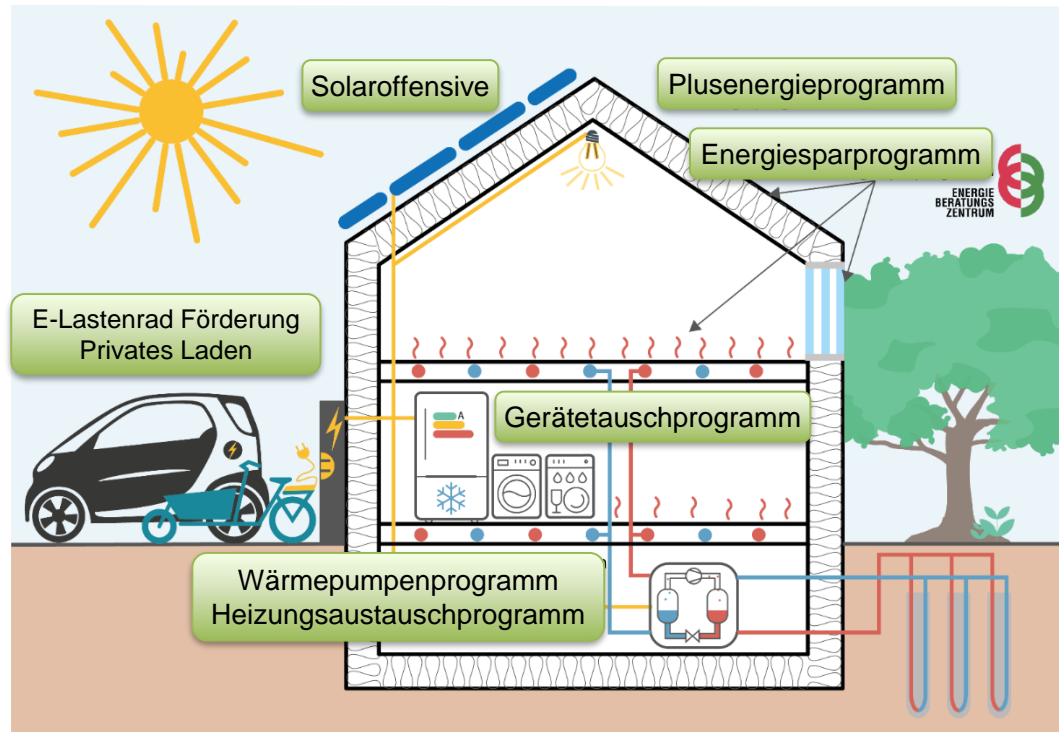 Solaroffensive
Plusenergieprogramm
Energiesparprogramm
ENERGIE
BERATUNGS
ZENTRUM
E-Lastenrad Förderung
Privates Laden
A
Gerätetauschprogramm
Wärmepumpenprogramm
Heizungsaustauschprogramm